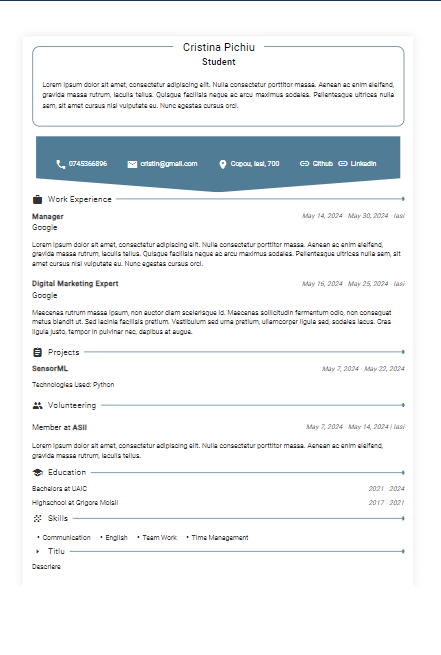 Cristina Pichiu
Student
Lorem ipsum dolor sit amet, consectetur adipiscing elit. Nulla consectetur porttitor massa. Aenean ac enim eleifend,
gravida massa rutrum, iaculis tellus. Quisque facilisis neque ac arcu maximus sodales. Pellentesque ultrices nulla
sem, sit amet cursus nisl vulputate eu. Nunc egestas cursus orci.
0745366896 cristin@gmail.com Copou, Iasi, 700 Github LinkedIn
Work Experience
Manager May 14, 2024 - May 30, 2024 · Iasi
Google
Lorem ipsum dolor sit amet, consectetur adipiscing elit. Nulla consectetur porttitor massa. Aenean ac enim eleifend,
gravida massa rutrum, iaculis tellus. Quisque facilisis neque ac arcu maximus sodales. Pellentesque ultrices nulla sem, sit
amet cursus nisl vulputate eu. Nunc egestas cursus orci.
Digital Marketing Expert May 16, 2024 - May 25, 2024 · Iasi
Google
Maecenas rutrum massa ipsum, non auctor diam scelerisque id. Maecenas sollicitudin fermentum odio, non consequat
metus blandit ut. Sed lacinia facilisis pretium. Vestibulum sed urna pretium, ullamcorper ligula sed, sodales lacus. Cras
ligula justo, tempor in pulvinar nec, dapibus at augue.
Projects
SensorML May 7, 2024 - May 22, 2024
Technologies Used: Python
Volunteering
Member at ASII May 7, 2024 - May 14, 2024 | Iasi
Lorem ipsum dolor sit amet, consectetur adipiscing elit. Nulla consectetur porttitor massa. Aenean ac enim eleifend,
gravida massa rutrum, iaculis tellus.
Education
Bachelors at UAIC 2021 - 2024
Highschool at Grigore Moisil 2017 - 2021
Skills
• Communication • English • Team Work • Time Management
Titlu
Descriere